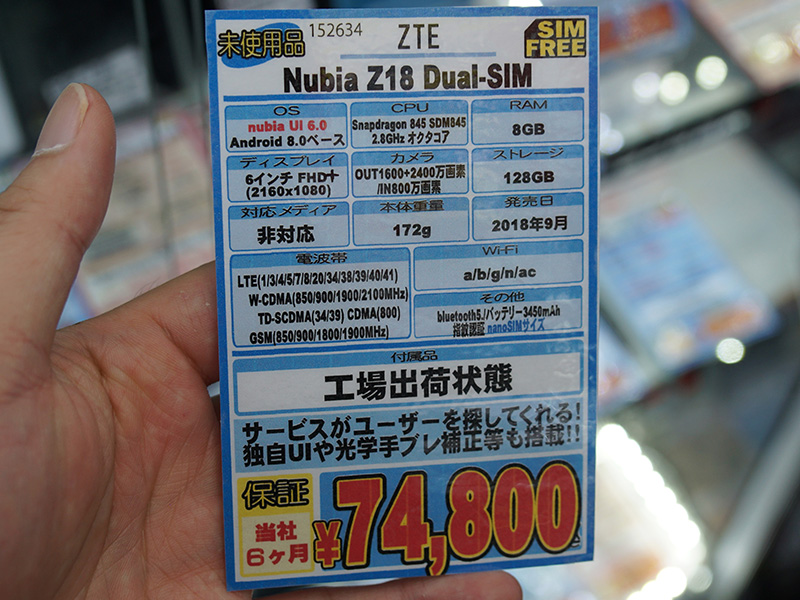 未使用品 152634 ZTE SIM FREE
Nubia Z18 Dual-SIM
OS
nubia UI 6.0
Android 8.0ベース
CPU
Snapdragon 845 SDM845
2.8GHz オクタコア
RAM
8GB
ディスプレイ
6インチ FHD+
(2160x1080)
カメラ
OUT1600+2400万画素
/IN800万画素
ストレージ
128GB
対応メディア
非対応
本体重量
172g
発売日
2018年9月
電波帯
LTE(1/3/4/5/7/8/20/34/38/39/40/41)
W-CDMA(850/900/1900/2100MHz)
TD-SCDMA(34/39) CDMA(800)
GSM(850/900/1800/1900MHz)
Wi-Fi
a/b/g/n/ac
その他
bluetooth5./バッテリー3450mAh
指紋認証 nanoSIMサイズ
付属品
工場出荷状態
サービスがユーザーを探してくれる!
独自UIや光学手ブレ補正等も搭載!!
保証
当社
6ヶ月
¥74,800